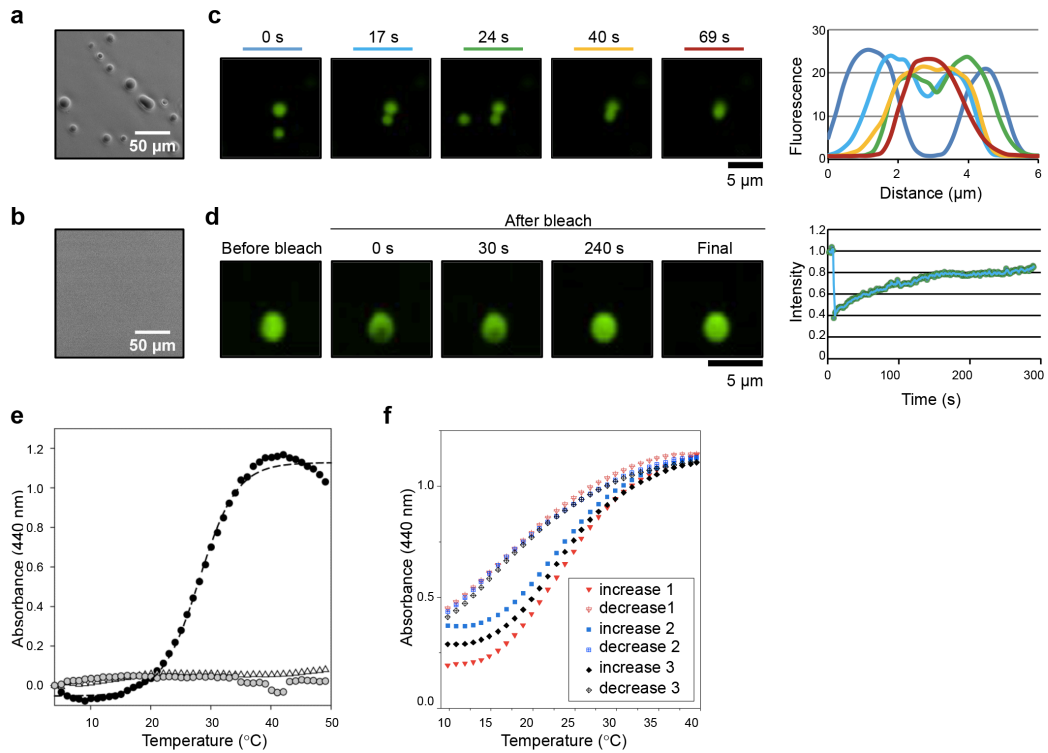 a
50 µm
c
0 s
17 s
24 s
40 s
69 s
5 µm
30
20
10
0
Fluorescence
0
2
4
6
Distance (µm)
b
50 µm
d
After bleach
Before bleach
0 s
30 s
240 s
Final
5 µm
1.2
1.0
0.8
0.6
0.4
0.2
0
Intensity
0
100
200
300
Time (s)
e
1.2
1.0
0.8
0.6
0.4
0.2
0.0
Absorbance (440 nm)
10
20
30
40
50
Temperature (°C)
f
1.0
0.5
0.0
Absorbance (440 nm)
10
15
20
25
30
35
40
Temperature (°C)
increase 1
decrease1
increase 2
decrease 2
increase 3
decrease 3